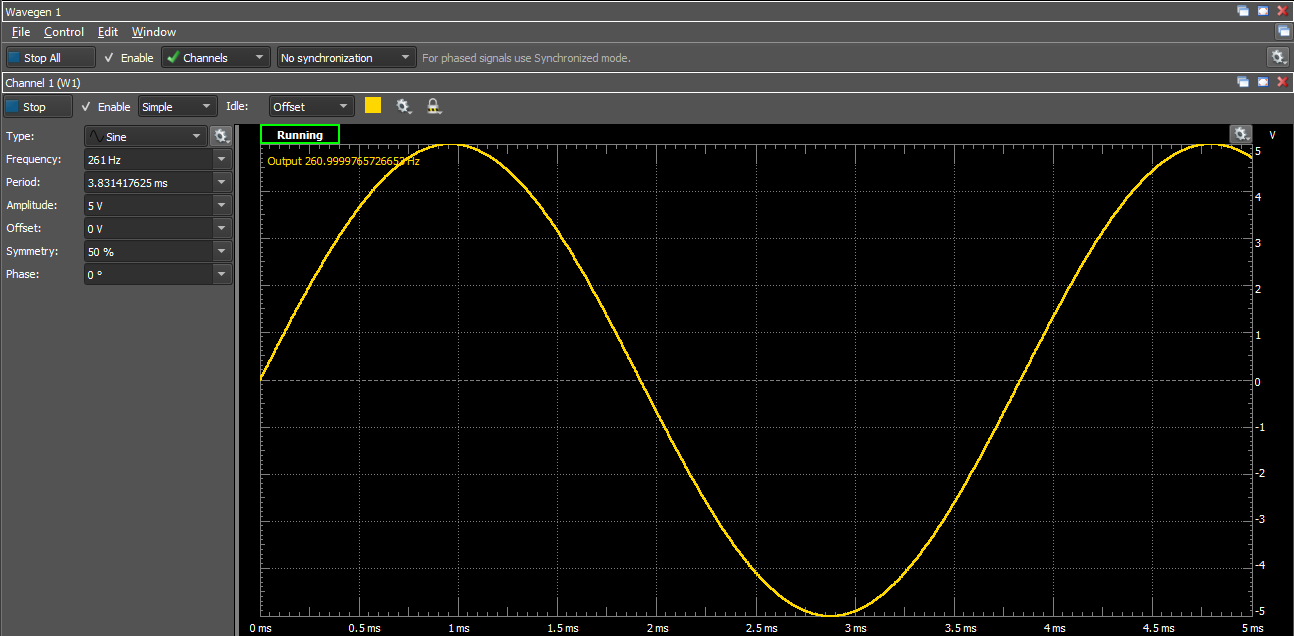 Wavegen 1
File Control Edit Window
Stop All Enable Channels No synchronization For phased signals use Synchronized mode.
Channel 1 (W1)
Stop Enable Simple Idle: Offset
Type: Sine
Frequency: 261 Hz
Period: 3.831417625 ms
Amplitude: 5 V
Offset: 0 V
Symmetry: 50 %
Phase: 0 °
Running V
Output 260.9999765726652 Hz
5
4
3
2
1
0
-1
-2
-3
-4
-5
0 ms 0.5 ms 1 ms 1.5 ms 2 ms 2.5 ms 3 ms 3.5 ms 4 ms 4.5 ms 5 ms